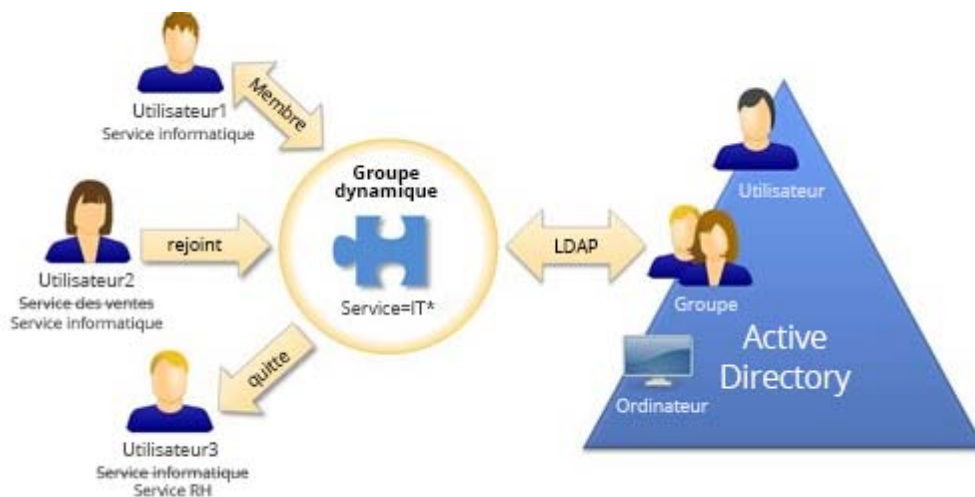 Utilisateur1
Service informatique
Membre
Utilisateur2
Service des ventes
Service informatique
rejoint
Utilisateur3
Service informatique
Service RH
quitte
Groupe
dynamique
Service=IT*
LDAP
Utilisateur
Groupe
Ordinateur
Active
Directory